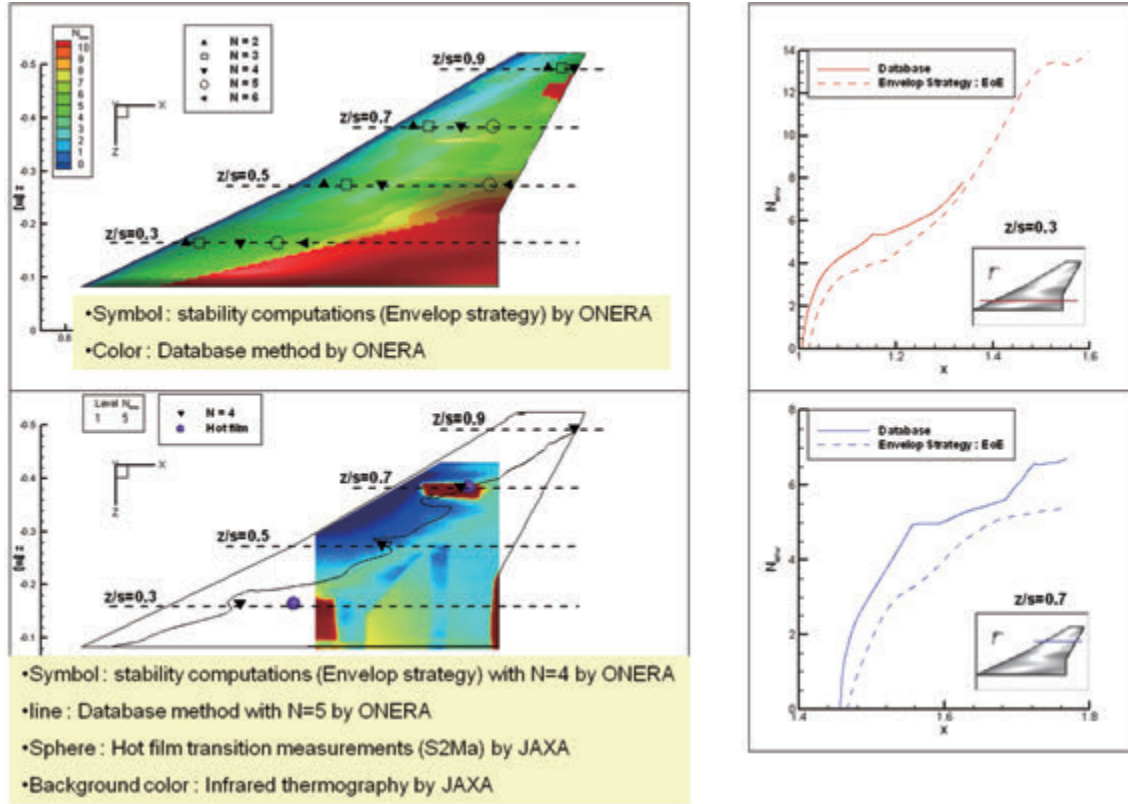 N
10
9
8
7
6
5
4
3
2
1
0
N = 2
N = 3
N = 4
N = 5
N = 6
X
Z
-0.5
-0.4
-0.3
-0.2
-0.1
0
z [m]
0.8
z/s=0.9
z/s=0.7
z/s=0.5
z/s=0.3
•Symbol : stability computations (Envelop strategy) by ONERA
•Color : Database method by ONERA
Level N
1 5
N = 4
Hot film
X
Z
-0.5
-0.4
-0.3
-0.2
-0.1
z [m]
z/s=0.9
z/s=0.7
z/s=0.5
z/s=0.3
•Symbol : stability computations (Envelop strategy) with N=4 by ONERA
•line : Database method with N=5 by ONERA
•Sphere : Hot film transition measurements (S2Ma) by JAXA
•Background color : Infrared thermography by JAXA
Database
Envelop Strategy : EoE
14
12
10
8
6
4
2
0
N
1
1.2
1.4
1.6
X
z/s=0.3
Database
Envelop Strategy : EoE
8
6
4
2
0
N
1.4
1.6
1.8
X
z/s=0.7